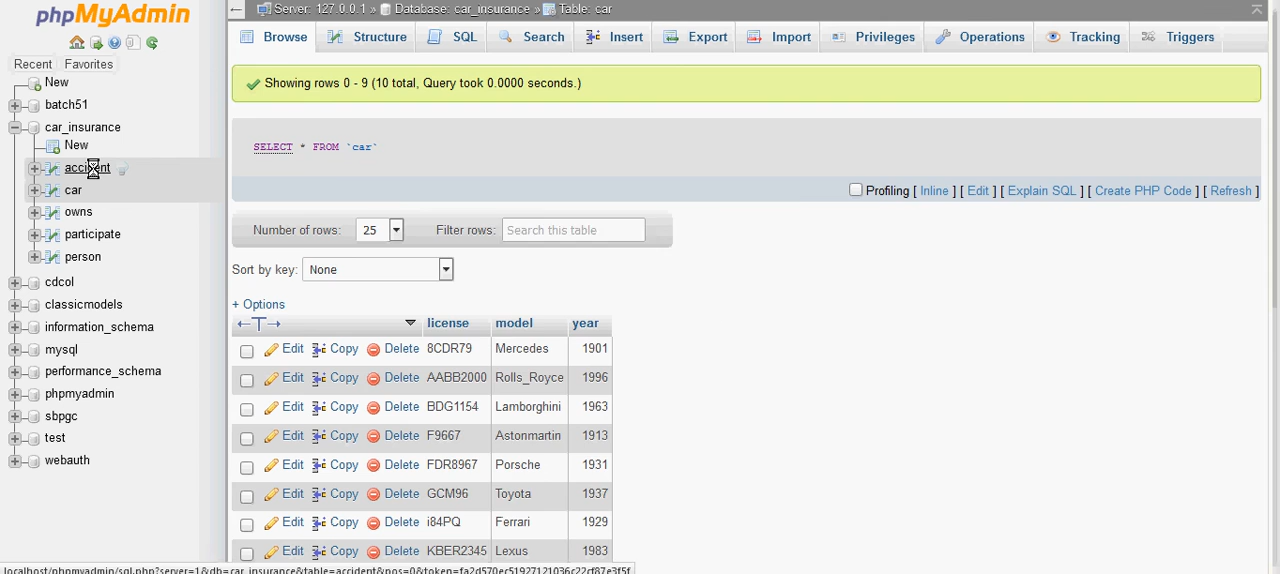 phpMyAdmin
Recent Favorites
New
batch51
car_insurance
New
accident
car
owns
participate
person
cdcol
classicmodels
information_schema
mysql
performance_schema
phpmyadmin
sbpgc
test
webauth
Server: 127.0.0.1 » Database: car_insurance » Table: car
Browse Structure SQL Search Insert Export Import Privileges Operations Tracking Triggers
Showing rows 0 - 9 (10 total, Query took 0.0000 seconds.)
SELECT * FROM `car`
Profiling [ Inline ] [ Edit ] [ Explain SQL ] [ Create PHP Code ] [ Refresh ]
Number of rows: 25 Filter rows: Search this table
Sort by key: None
+ Options
←T→ license model year
Edit Copy Delete 8CDR79 Mercedes 1901
Edit Copy Delete AABB2000 Rolls_Royce 1996
Edit Copy Delete BDG1154 Lamborghini 1963
Edit Copy Delete F9667 Astonmartin 1913
Edit Copy Delete FDR8967 Porsche 1931
Edit Copy Delete GCM96 Toyota 1937
Edit Copy Delete i84PQ Ferrari 1929
Edit Copy Delete KBER2345 Lexus 1983